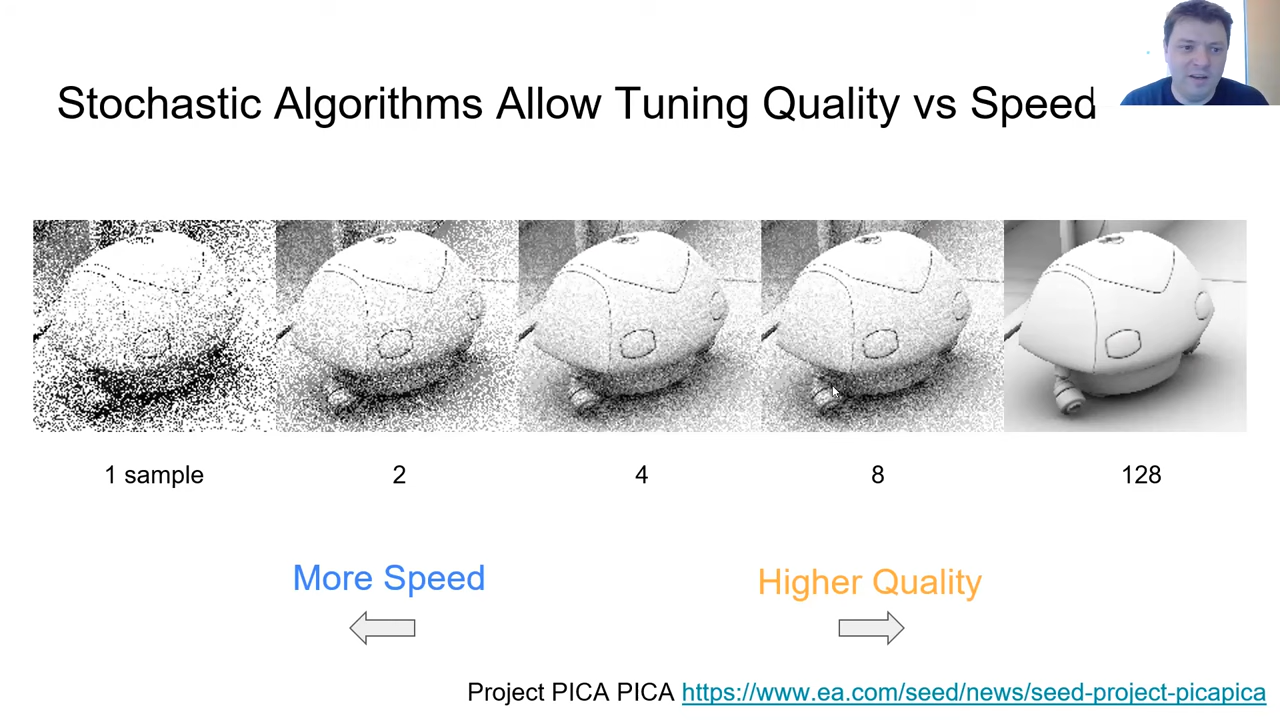 Stochastic Algorithms Allow Tuning Quality vs Speed
1 sample
2
4
8
128
More Speed
Higher Quality
Project PICA PICA https://www.ea.com/seed/news/seed-project-picapica